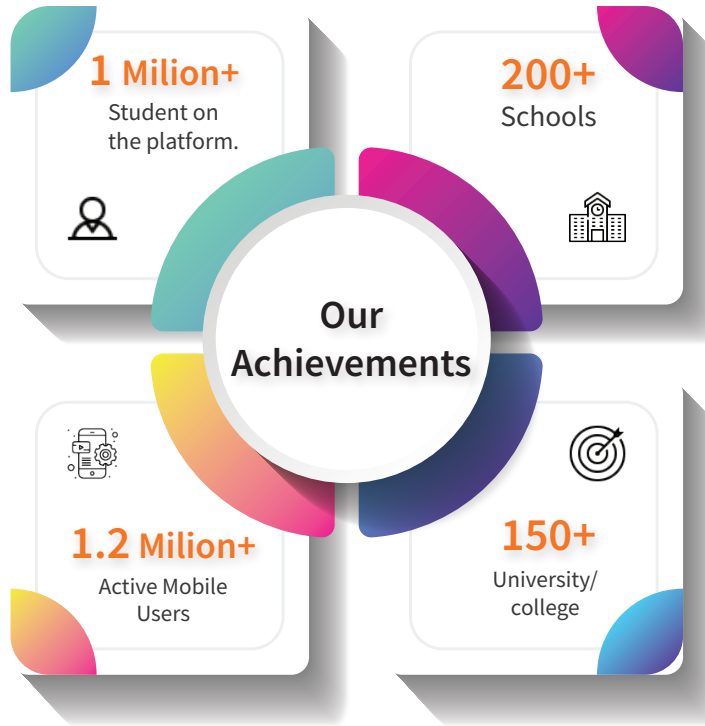 1 Milion+
Student on
the platform.
200+
Schools
Our
Achievements
1.2 Milion+
Active Mobile
Users
150+
University/
college